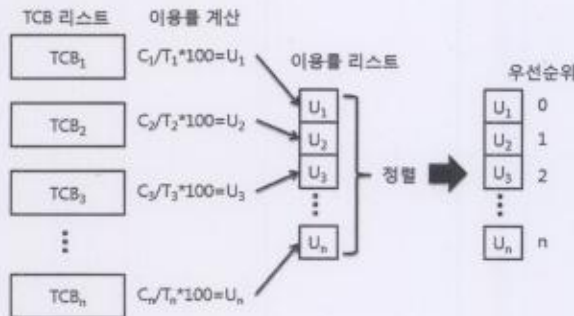 TCB 리스트
이용률 계산
TCB1
C1/T1*100=U1
이용률 리스트
우선순위
U1
U1 0
TCB2
C2/T2*100=U2
U2
U2 1
U3
U3 2
TCB3
C3/T3*100=U3
정렬
Un
Un n
TCBn
Cn/Tn*100=Un